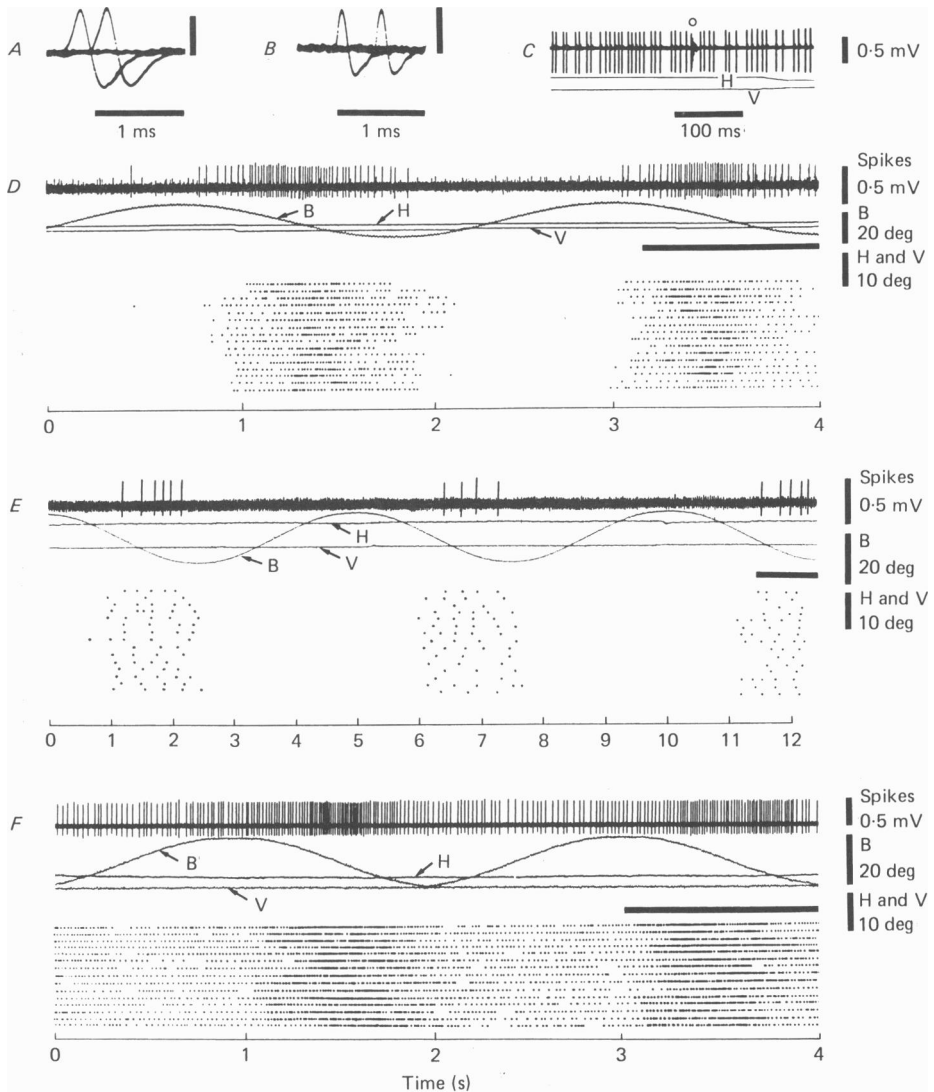 A
1 ms
B
1 ms
C
H
V
100 ms
0·5 mV
D
B
H
V
Spikes
0·5 mV
B
20 deg
H and V
10 deg
0 1 2 3 4
E
H
V
B
Spikes
0·5 mV
B
20 deg
H and V
10 deg
0 1 2 3 4 5 6 7 8 9 10 11 12
F
B
H
V
Spikes
0·5 mV
B
20 deg
H and V
10 deg
0 1 2 3 4
Time (s)